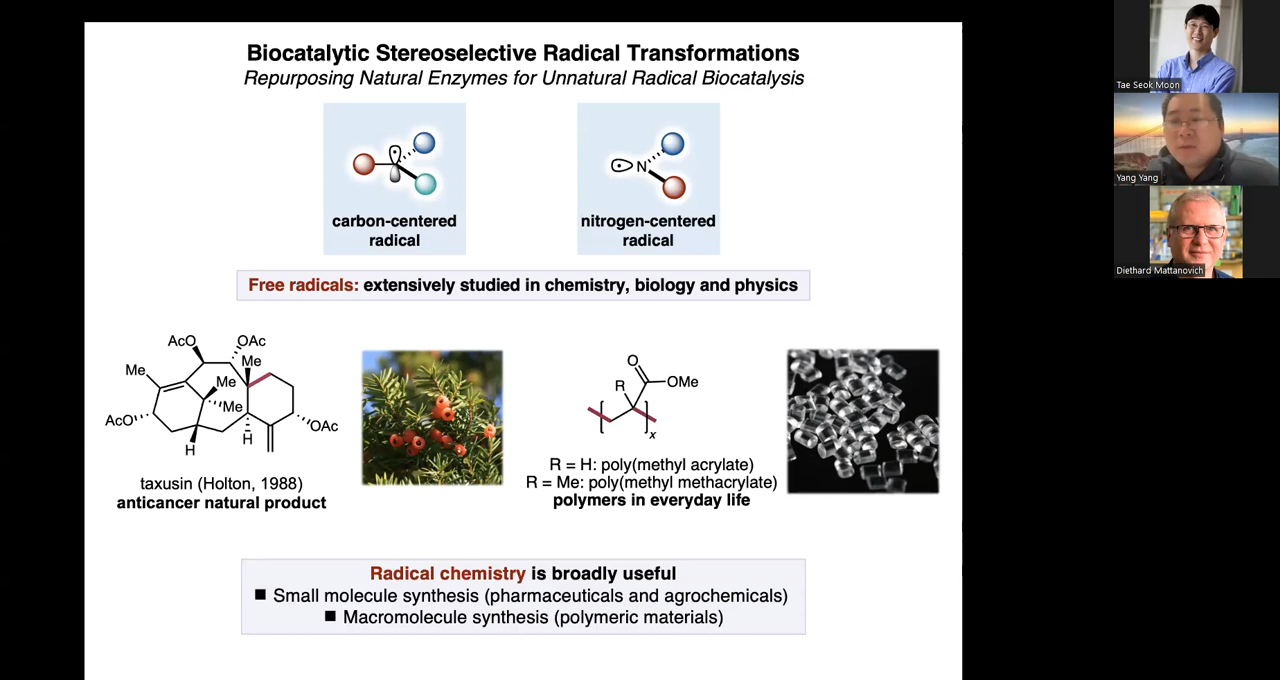 Biocatalytic Stereoselective Radical Transformations
Repurposing Natural Enzymes for Unnatural Radical Biocatalysis
N
carbon-centered
radical
nitrogen-centered
radical
Free radicals: extensively studied in chemistry, biology and physics
AcO
OAc
Me
Me
Me
Me
AcO
OAc
H
H
taxusin (Holton, 1988)
anticancer natural product
O
R
OMe
x
R = H: poly(methyl acrylate)
R = Me: poly(methyl methacrylate)
polymers in everyday life
Radical chemistry is broadly useful
■ Small molecule synthesis (pharmaceuticals and agrochemicals)
■ Macromolecule synthesis (polymeric materials)
Tae Seok Moon
Yang Yang
Diethard Mattanovich